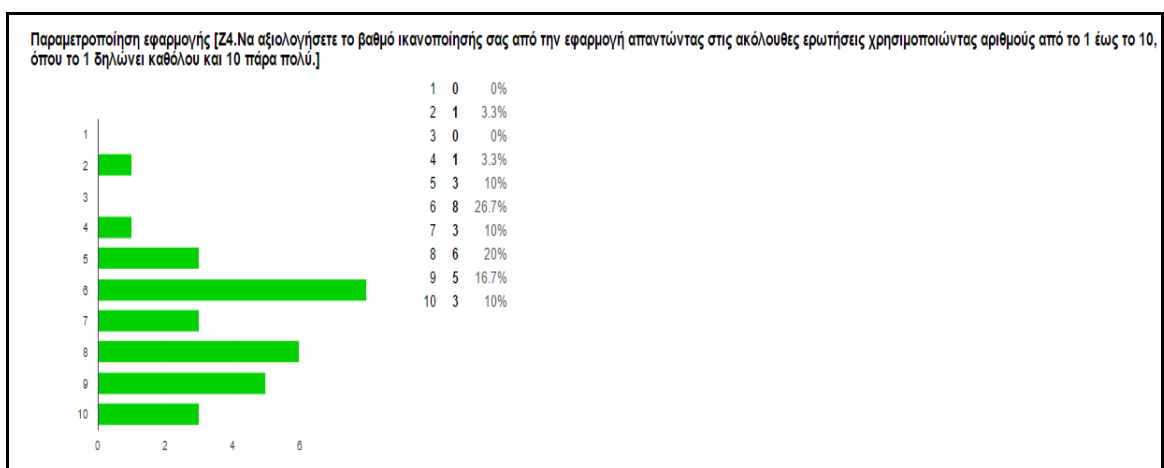 Παραμετροποίηση εφαρμογής [Ζ4.Να αξιολογήσετε το βαθμό ικανοποίησής σας από την εφαρμογή απαντώντας στις ακόλουθες ερωτήσεις χρησιμοποιώντας αριθμούς από το 1 έως το 10,
όπου το 1 δηλώνει καθόλου και 10 πάρα πολύ.]
1 0 0%
2 1 3.3%
3 0 0%
4 1 3.3%
5 3 10%
6 8 26.7%
7 3 10%
8 6 20%
9 5 16.7%
10 3 10%
1
2
3
4
5
6
7
8
9
10
0 2 4 6